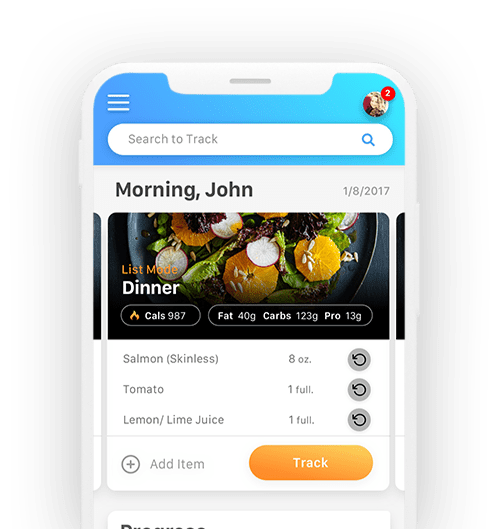 2
Search to Track
Morning, John 1/8/2017
List Mode
Dinner
Cals 987 Fat 40g Carbs 123g Pro 13g
Salmon (Skinless) 8 oz.
Tomato 1 full.
Lemon/ Lime Juice 1 full.
Add Item Track
Progress